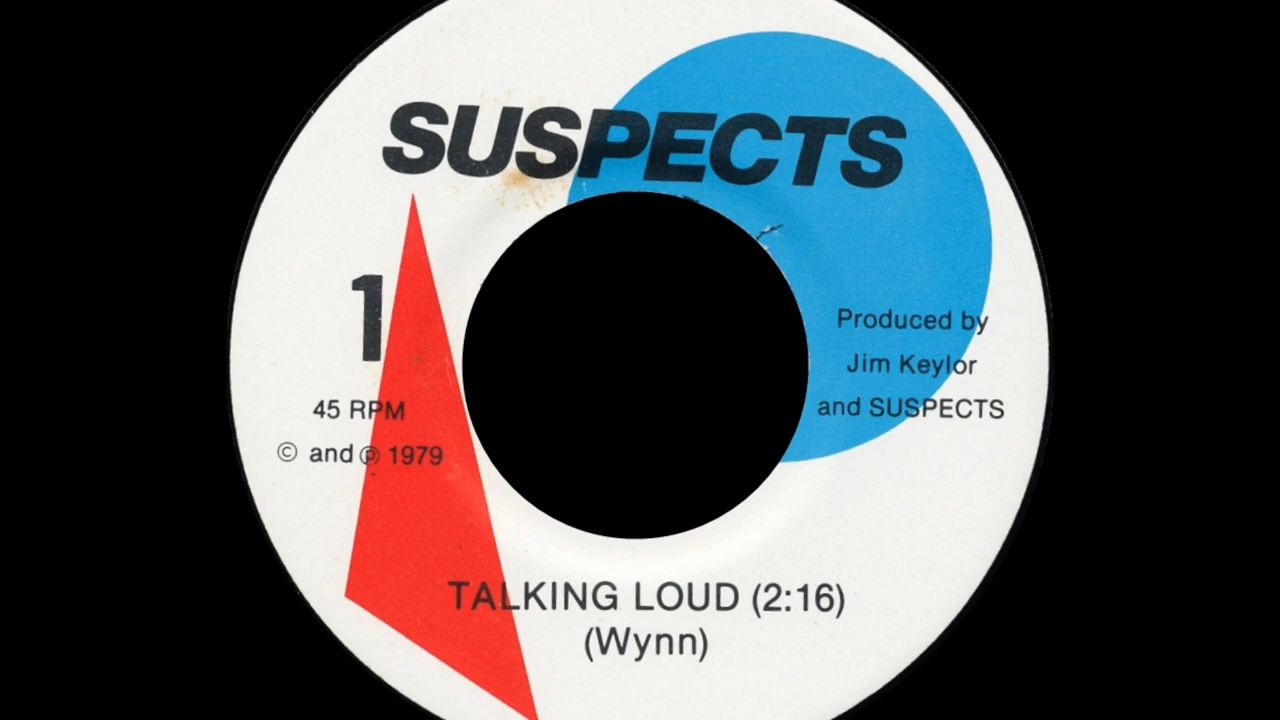 SUSPECTS
1
45 RPM
© and ℗ 1979
Produced by
Jim Keylor
and SUSPECTS
TALKING LOUD (2:16)
(Wynn)